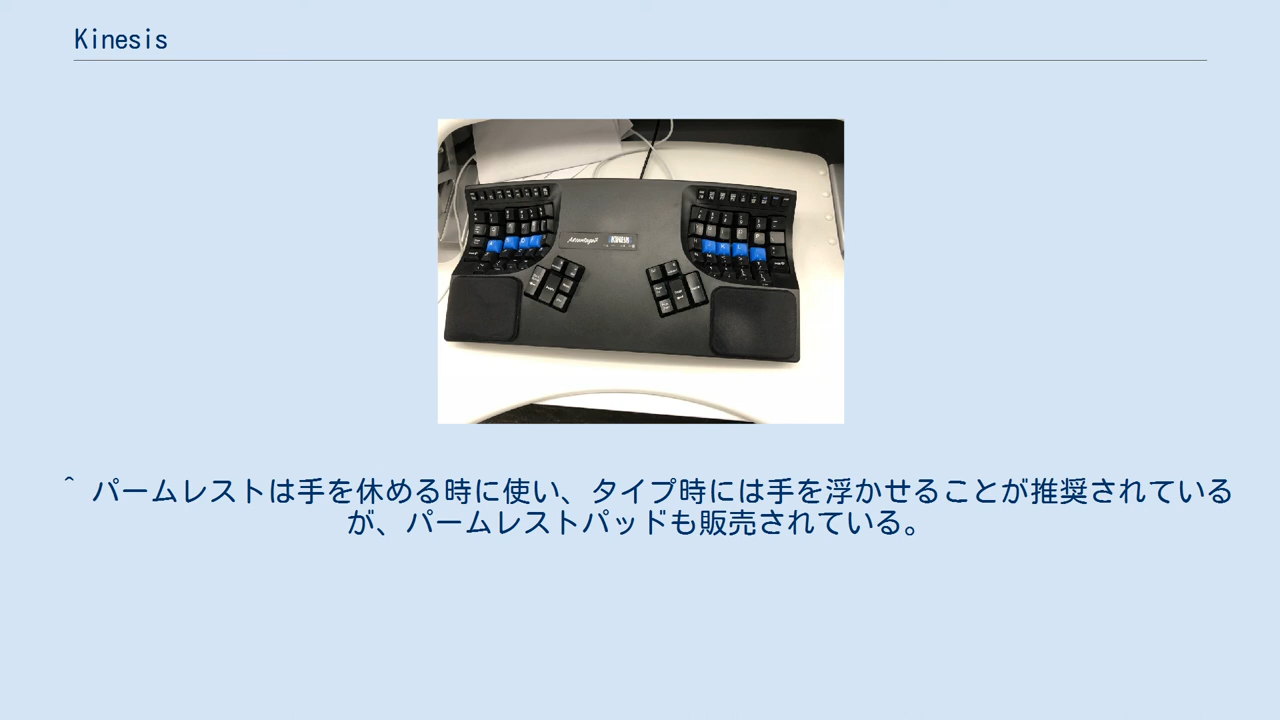 Kinesis
Advantage2 KINESIS
^ パームレストは手を休める時に使い、タイプ時には手を浮かせることが推奨されている
が、パームレストパッドも販売されている。